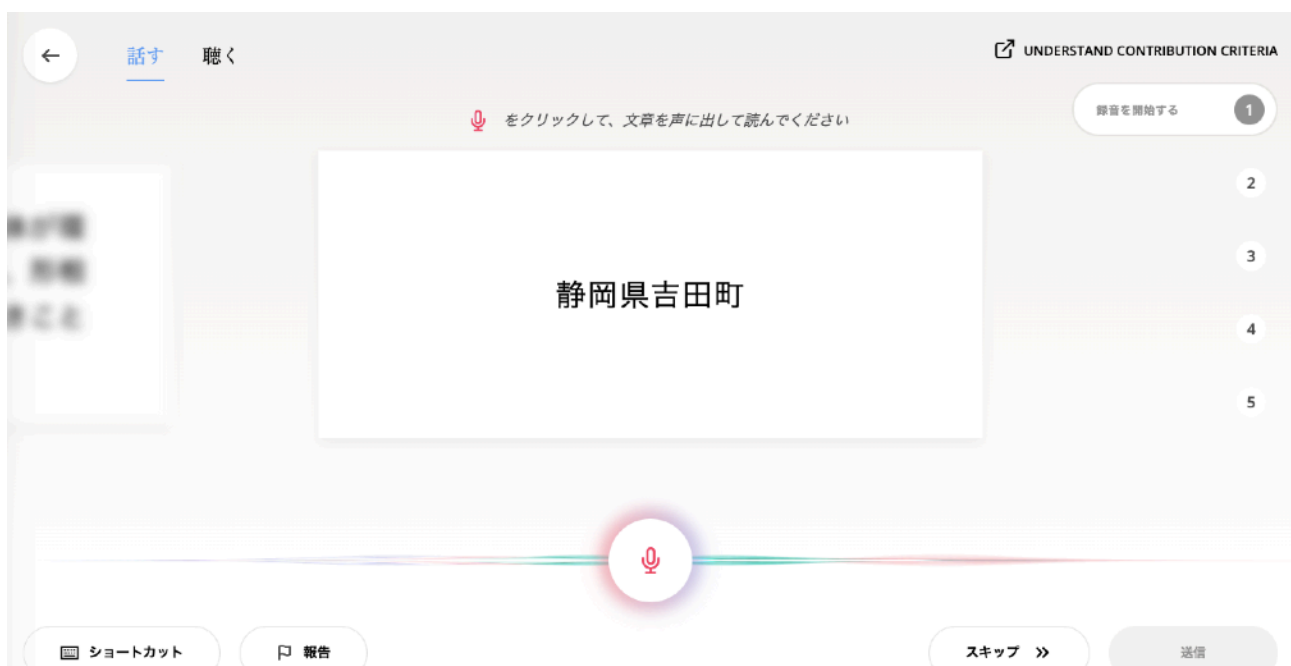 話す 聴く
UNDERSTAND CONTRIBUTION CRITERIA
をクリックして、文章を声に出して読んでください
録音を開始する 1
2
3
4
5
静岡県吉田町
ショートカット 報告 スキップ 送信